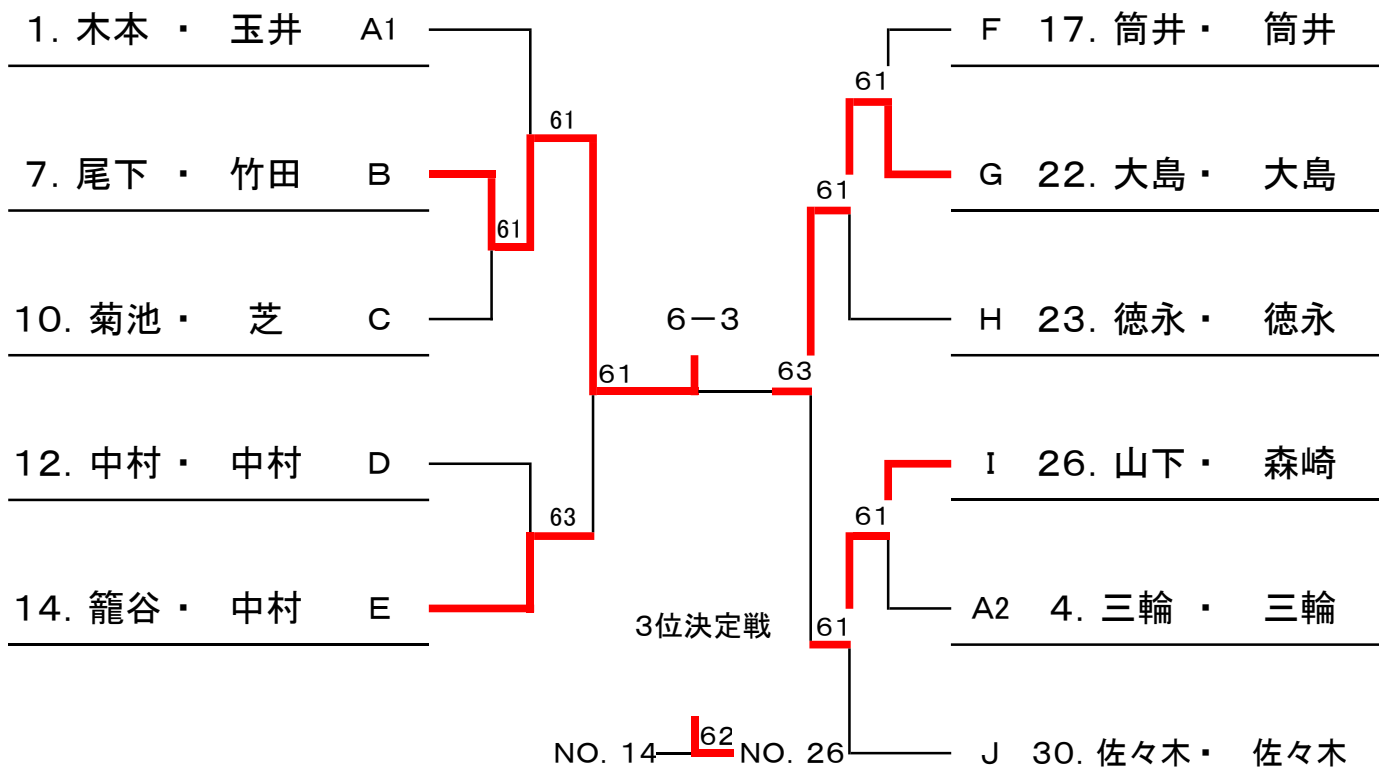 1. 木本 ・ 玉井 A1
F 17. 筒井・ 筒井
61
61
7. 尾下 ・ 竹田 B
G 22. 大島・ 大島
61
61
10. 菊池・ 芝 C
6－3
H 23. 徳永・ 徳永
61
63
12. 中村・ 中村 D
I 26. 山下・ 森崎
63
61
14. 籠谷・ 中村 E
A2 4. 三輪 ・ 三輪
3位決定戦
61
NO. 14
62
NO. 26
J 30. 佐々木・ 佐々木